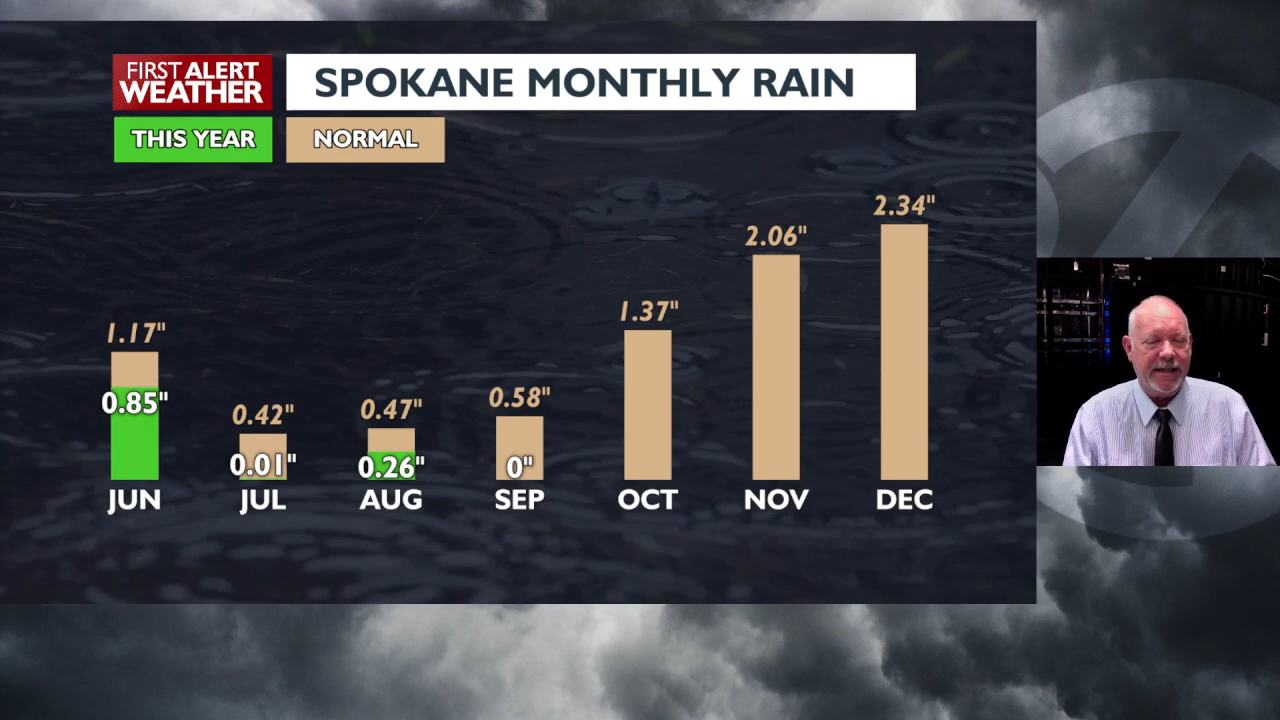 FIRST ALERT
WEATHER
SPOKANE MONTHLY RAIN
THIS YEAR
NORMAL
1.17"
0.85"
JUN
0.42"
0.01"
JUL
0.47"
0.26"
AUG
0.58"
0"
SEP
1.37"
OCT
2.06"
NOV
2.34"
DEC